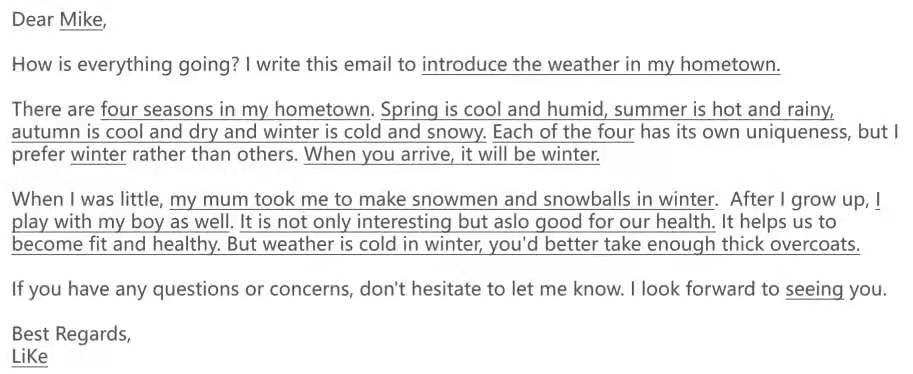 Dear Mike,
How is everything going? I write this email to introduce the weather in my hometown.
There are four seasons in my hometown. Spring is cool and humid, summer is hot and rainy,
autumn is cool and dry and winter is cold and snowy. Each of the four has its own uniqueness, but I
prefer winter rather than others. When you arrive, it will be winter.
When I was little, my mum took me to make snowmen and snowballs in winter.  After I grow up, I
play with my boy as well. It is not only interesting but aslo good for our health. It helps us to
become fit and healthy. But weather is cold in winter, you'd better take enough thick overcoats.
If you have any questions or concerns, don't hesitate to let me know. I look forward to seeing you.
Best Regards,
LiKe